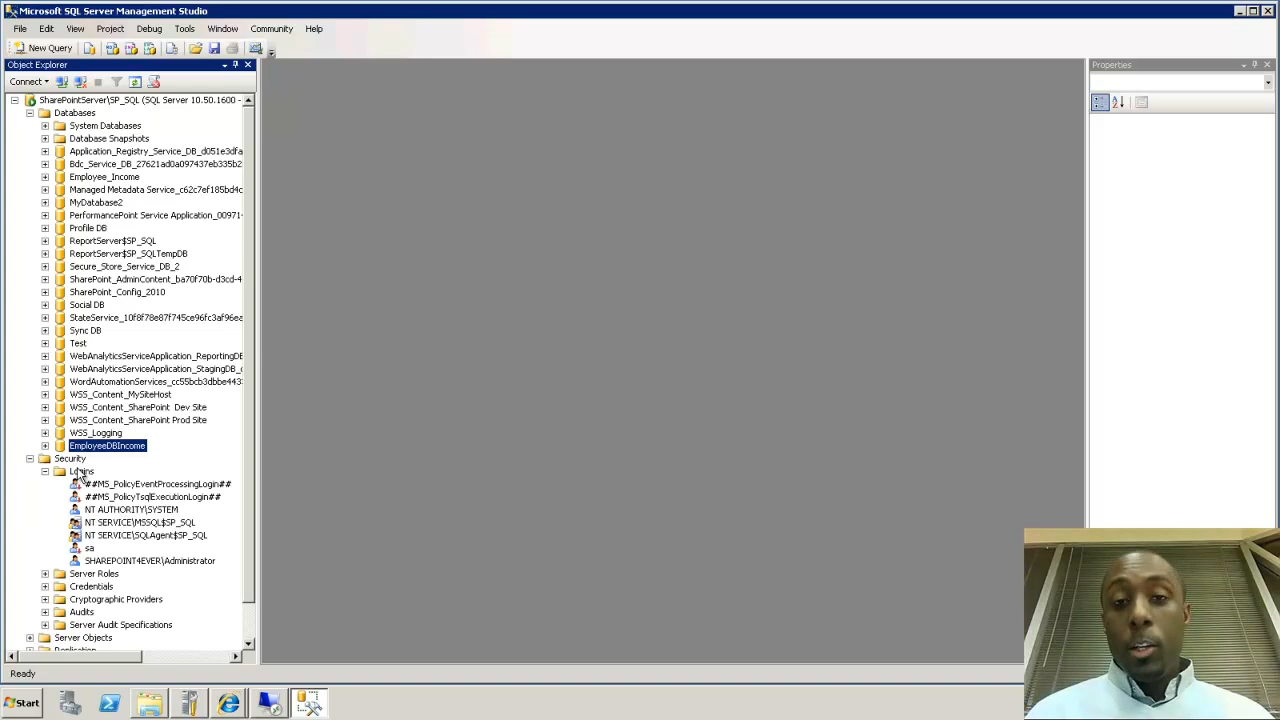 Microsoft SQL Server Management Studio
File Edit View Project Debug Tools Window Community Help
New Query
Object Explorer
Properties
Connect
SharePointServer\SP_SQL (SQL Server 10.50.1600 -
Databases
System Databases
Database Snapshots
Application_Registry_Service_DB_d051e3dfa
Bdc_Service_DB_27621ad0a097437eb335b2
Employee_Income
Managed Metadata Service_c62c7ef185bd4c
MyDatabase2
PerformancePoint Service Application_00971-
Profile DB
ReportServer$SP_SQL
ReportServer$SP_SQLTempDB
Secure_Store_Service_DB_2
SharePoint_AdminContent_ba70f70b-d3cd-4
SharePoint_Config_2010
Social DB
StateService_10f8f78e87f745ce96fc3af96ea
Sync DB
Test
WebAnalyticsServiceApplication_ReportingDB
WebAnalyticsServiceApplication_StagingDB_
WordAutomationServices_cc55bcb3dbbe443
WSS_Content_MySiteHost
WSS_Content_SharePoint Dev Site
WSS_Content_SharePoint Prod Site
WSS_Logging
EmployeeDBIncome
Security
Logins
##MS_PolicyEventProcessingLogin##
##MS_PolicyTsqlExecutionLogin##
NT AUTHORITY\SYSTEM
NT SERVICE\MSSQL$SP_SQL
NT SERVICE\SQLAgent$SP_SQL
sa
SHAREPOINT4EVER\Administrator
Server Roles
Credentials
Cryptographic Providers
Audits
Server Audit Specifications
Server Objects
Replication
Ready
Start